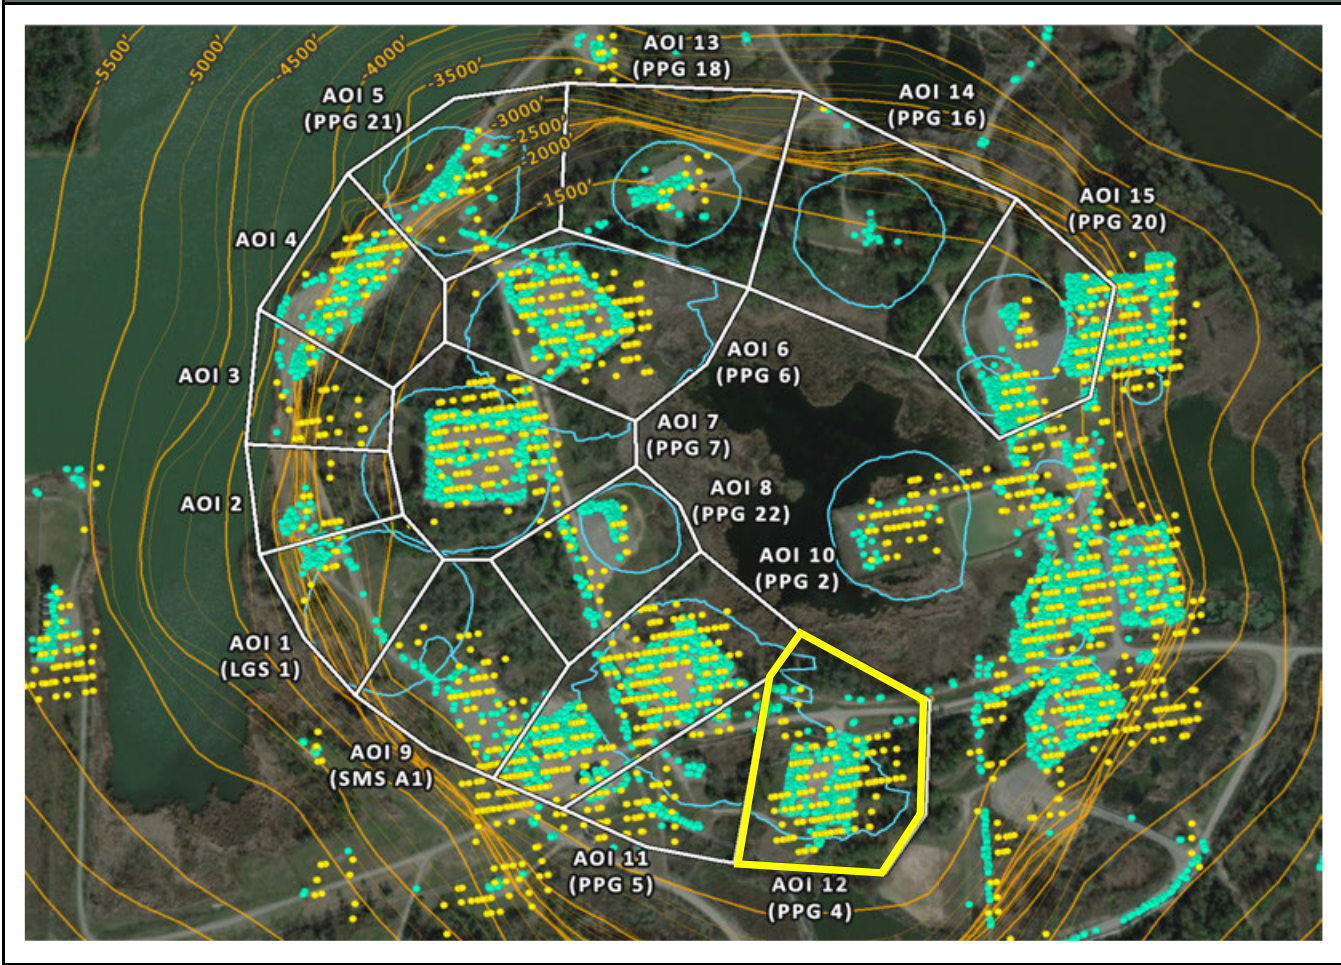 -5500'
-5000'
-4500'
-4000'
-3500'
-3000'
-2500'
-2000'
-1500'
AOI 13
(PPG 18)
AOI 5
(PPG 21)
AOI 14
(PPG 16)
AOI 15
(PPG 20)
AOI 4
AOI 3
AOI 6
(PPG 6)
AOI 7
(PPG 7)
AOI 2
AOI 8
(PPG 22)
AOI 10
(PPG 2)
AOI 1
(LGS 1)
AOI 9
(SMS A1)
AOI 11
(PPG 5)
AOI 12
(PPG 4)